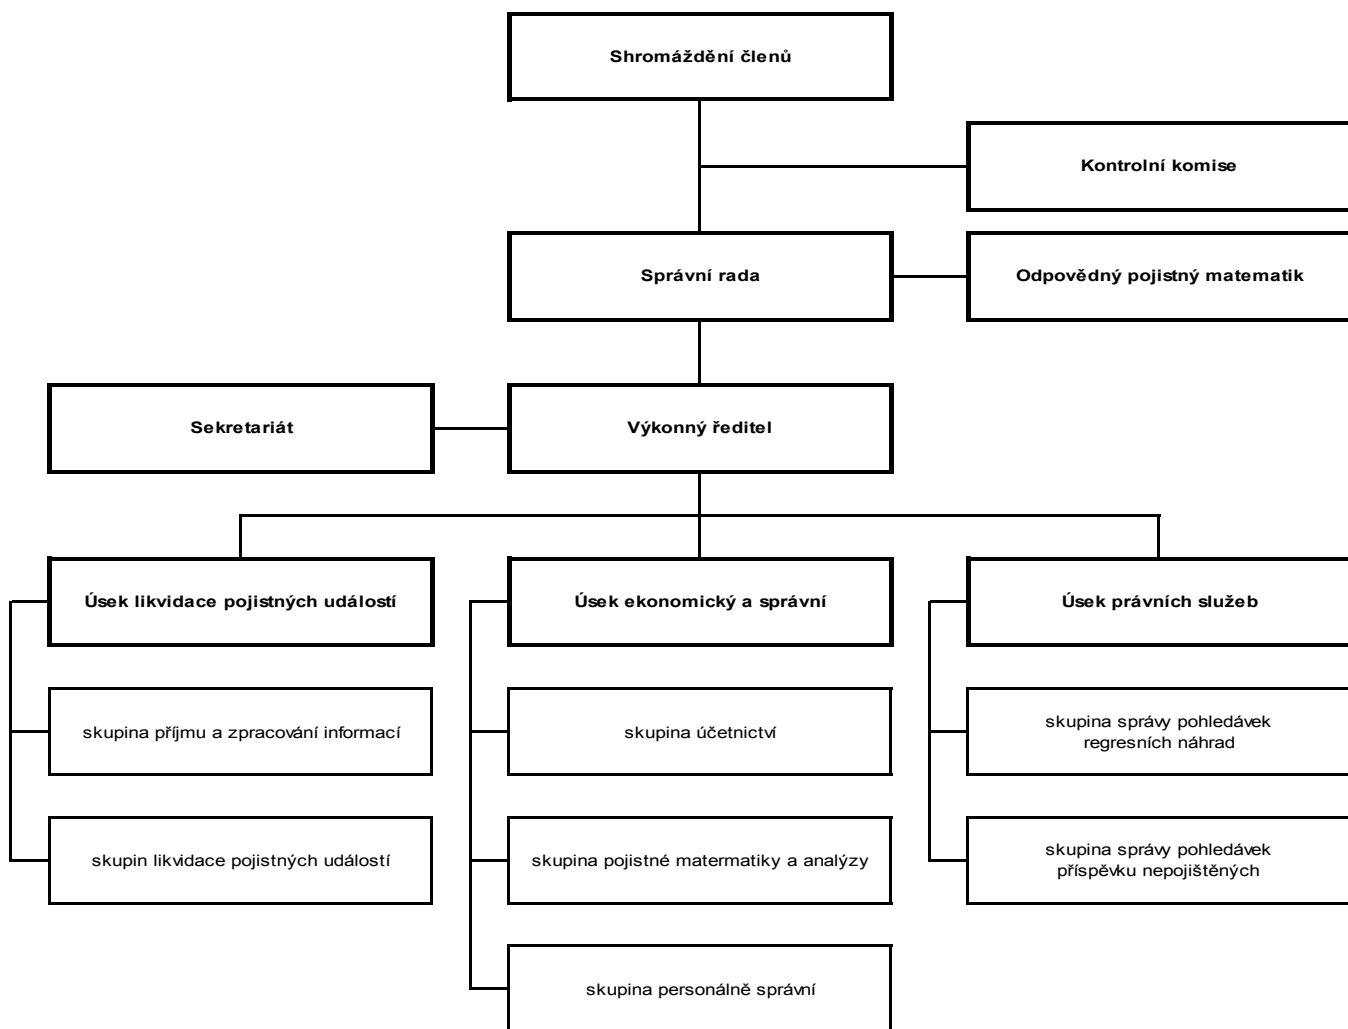 Shromáždění členů
Kontrolní komise
Správní rada
Odpovědný pojistný matematik
Sekretariát
Výkonný ředitel
Úsek likvidace pojistných událostí
Úsek ekonomický a správní
Úsek právních služeb
skupina příjmu a zpracování informací
skupina účetnictví
skupina správy pohledávek
regresních náhrad
skupin likvidace pojistných událostí
skupina pojistné matermatiky a analýzy
skupina správy pohledávek
příspěvku nepojištěných
skupina personálně správní